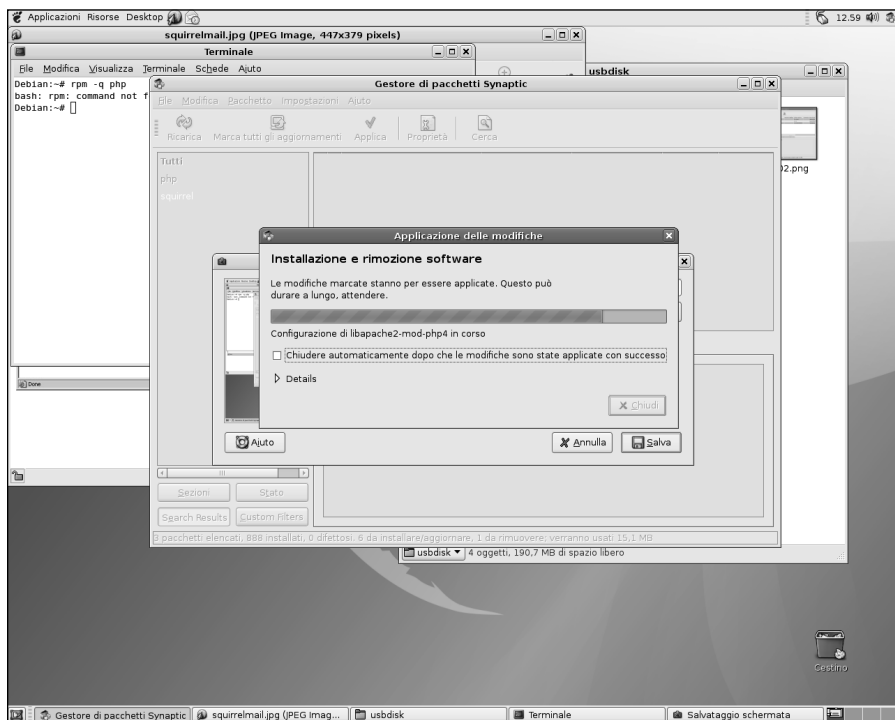 Applicazioni Risorse Desktop
12.59
squirrelmail.jpg (JPEG Image, 447x379 pixels)
Terminale
usbdisk
File Modifica Visualizza Terminale Schede Aiuto
Debian:~# rpm -q php
bash: rpm: command not f
Debian:~#
Gestore di pacchetti Synaptic
File Modifica Pacchetto Impostazioni Aiuto
Ricarica Marca tutti gli aggiornamenti Applica Proprietà Cerca
Tutti
php
squirrel
02.png
Applicazione delle modifiche
Installazione e rimozione software
Le modifiche marcate stanno per essere applicate. Questo può
durare a lungo, attendere.
Configurazione di libapache2-mod-php4 in corso
Chiudere automaticamente dopo che le modifiche sono state applicate con successo
Details
Chiudi
Done
Aiuto Annulla Salva
Sezioni Stato
Search Results Custom Filters
3 pacchetti elencati, 888 installati, 0 difettosi. 6 da installare/aggiornare, 1 da rimuovere; verranno usati 15,1 MB
usbdisk 4 oggetti, 190,7 MB di spazio libero
Cestino
Gestore di pacchetti Synaptic squirrelmail.jpg (JPEG Imag... usbdisk Terminale Salvataggio schermata